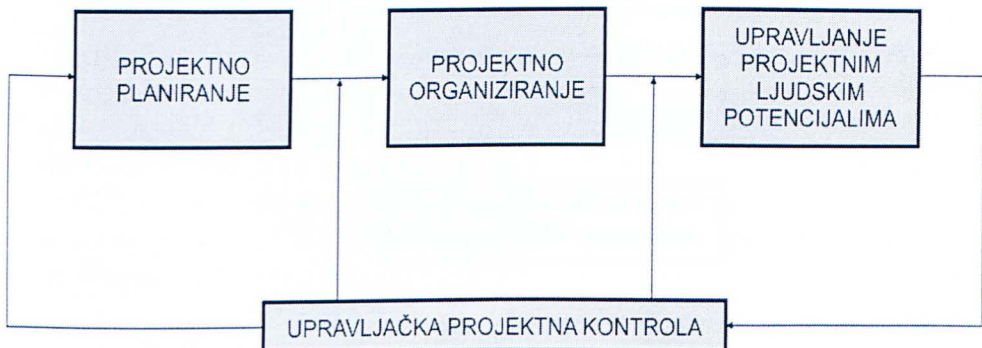 PROJEKTNO
PLANIRANJE
PROJEKTNO
ORGANIZIRANJE
UPRAVLJANJE
PROJEKTNIM
LJUDSKIM
POTENCIJALIMA
UPRAVLJAČKA PROJEKTNA KONTROLA